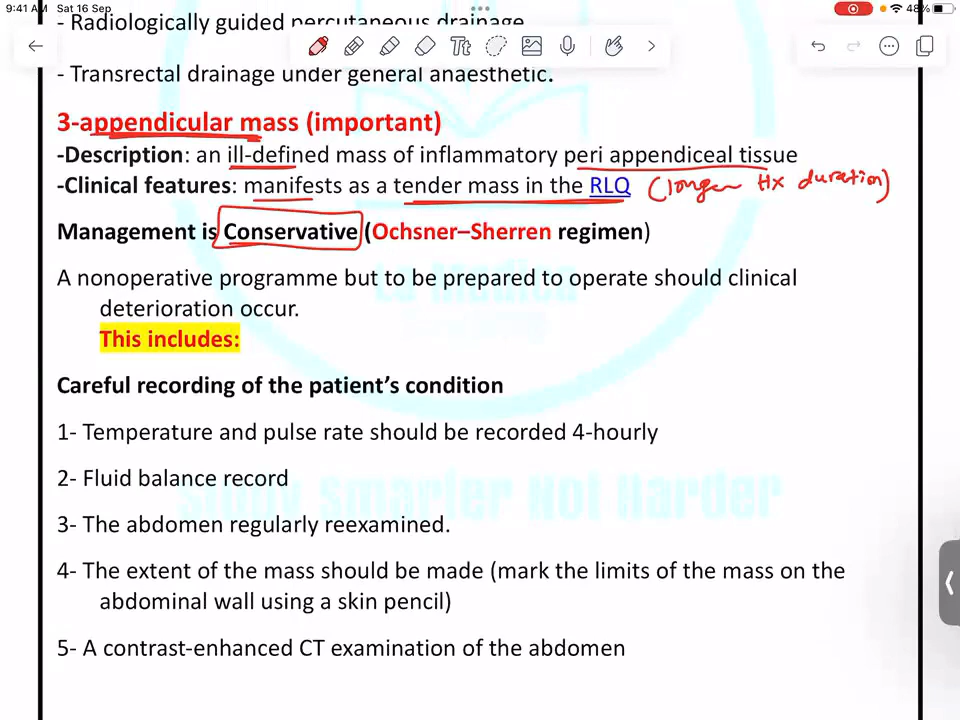 9:41 AM Sat 16 Sep 48%
- Radiologically guided percutaneous drainage
Tt
- Transrectal drainage under general anaesthetic.
3-appendicular mass (important)
-Description: an ill-defined mass of inflammatory peri appendiceal tissue
-Clinical features: manifests as a tender mass in the RLQ (longer Hx duration)
Management is Conservative (Ochsner–Sherren regimen)
A nonoperative programme but to be prepared to operate should clinical
deterioration occur.
This includes:
Careful recording of the patient's condition
1- Temperature and pulse rate should be recorded 4-hourly
2- Fluid balance record
Study Smarter Not Harder
3- The abdomen regularly reexamined.
4- The extent of the mass should be made (mark the limits of the mass on the
abdominal wall using a skin pencil)
5- A contrast-enhanced CT examination of the abdomen